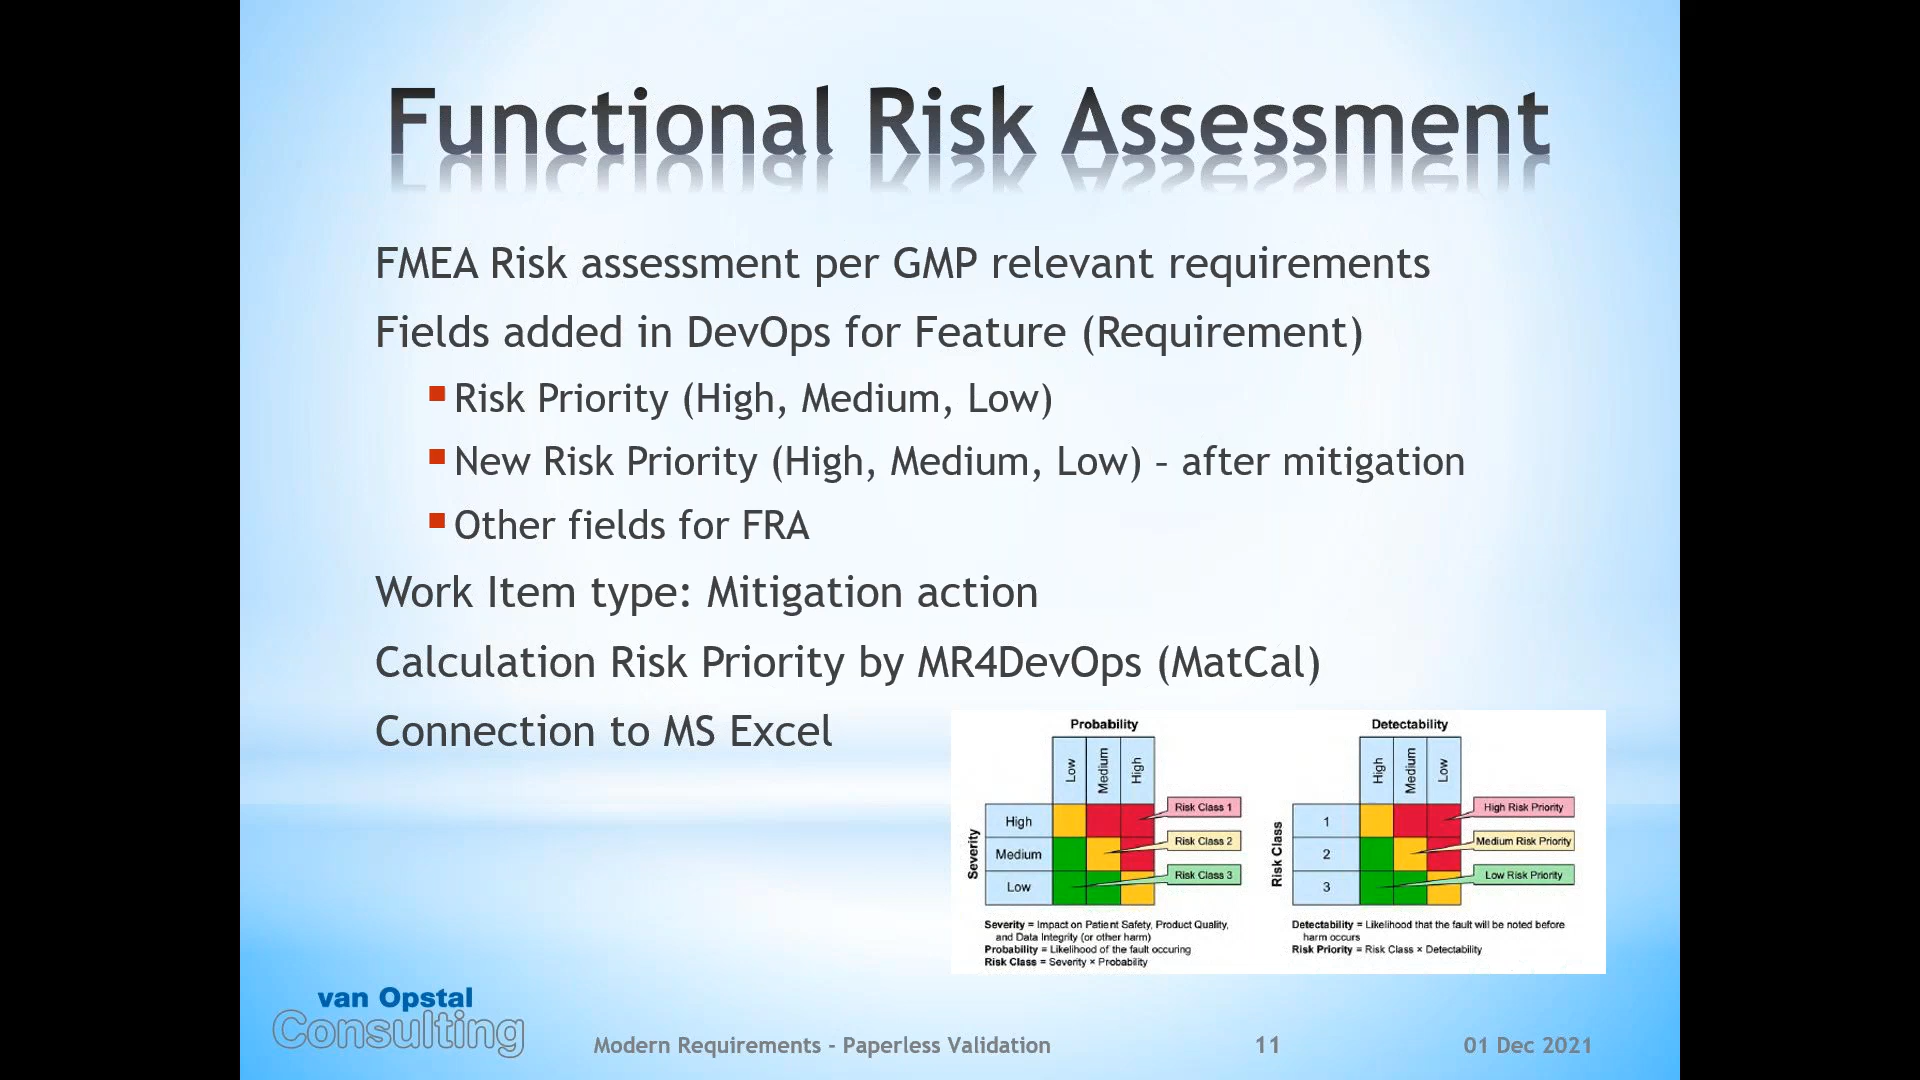 Functional Risk Assessment
FMEA Risk assessment per GMP relevant requirements
Fields added in DevOps for Feature (Requirement)
Risk Priority (High, Medium, Low)
New Risk Priority (High, Medium, Low) – after mitigation
Other fields for FRA
Work Item type: Mitigation action
Calculation Risk Priority by MR4DevOps (MatCal)
Connection to MS Excel
Probability
Low
Medium
High
Severity
High
Medium
Low
Risk Class 1
Risk Class 2
Risk Class 3
Severity = Impact on Patient Safety, Product Quality,
and Data Integrity (or other harm)
Probability = Likelihood of the fault occuring
Risk Class = Severity × Probability
Detectability
High
Medium
Low
Risk Class
1
2
3
High Risk Priority
Medium Risk Priority
Low Risk Priority
Detectability = Likelihood that the fault will be noted before
harm occurs
Risk Priority = Risk Class × Detectability
van Opstal
Consulting
Modern Requirements - Paperless Validation
11
01 Dec 2021